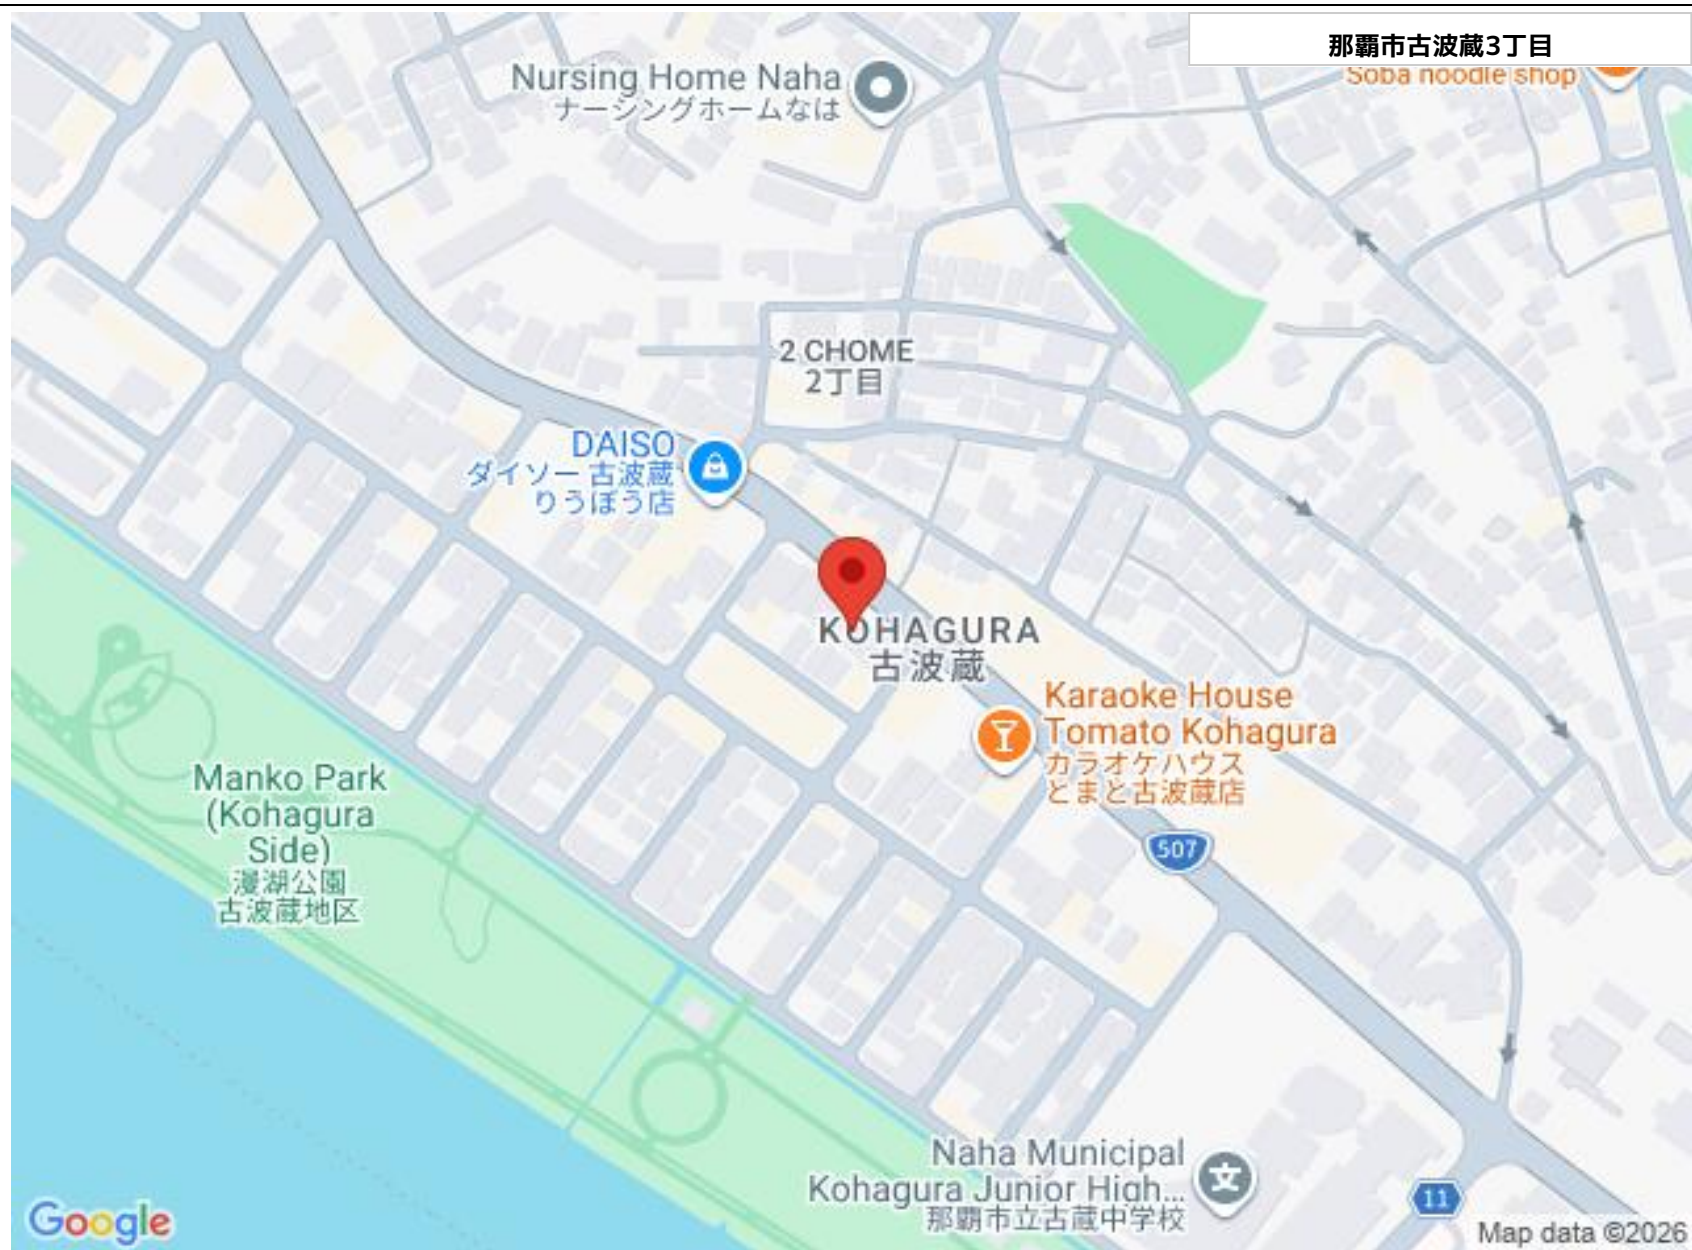 那覇市古波蔵3丁目
Soba noodle shop
Nursing Home Naha
ナーシングホームなは
2 CHOME
2丁目
DAISO
ダイソー 古波蔵
りうぼう店
KOHAGURA
古波蔵
Karaoke House
Tomato Kohagura
カラオケハウス
とまと古波蔵店
Manko Park
(Kohagura
Side)
漫湖公園
古波蔵地区
507
Naha Municipal
Kohagura Junior High...
那覇市立古蔵中学校
文
11
Google
Map data ©2026